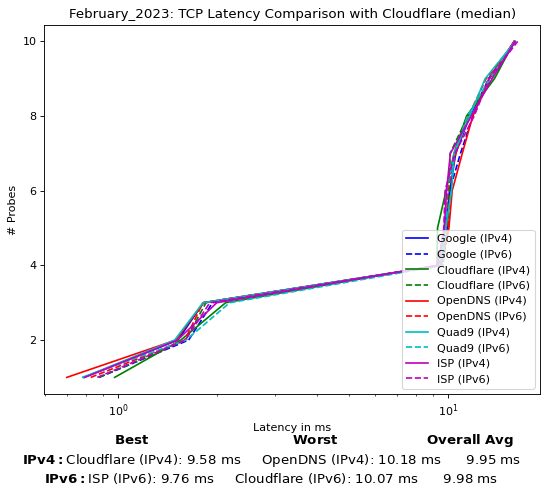 February_2023: TCP Latency Comparison with Cloudflare (median)
10
8
6
4
2
# Probes
Google (IPv4)
Google (IPv6)
Cloudflare (IPv4)
Cloudflare (IPv6)
OpenDNS (IPv4)
OpenDNS (IPv6)
Quad9 (IPv4)
Quad9 (IPv6)
ISP (IPv4)
ISP (IPv6)
10⁰ 10¹
Latency in ms
Best Worst Overall Avg
IPv4: Cloudflare (IPv4): 9.58 ms OpenDNS (IPv4): 10.18 ms 9.95 ms
IPv6: ISP (IPv6): 9.76 ms Cloudflare (IPv6): 10.07 ms 9.98 ms